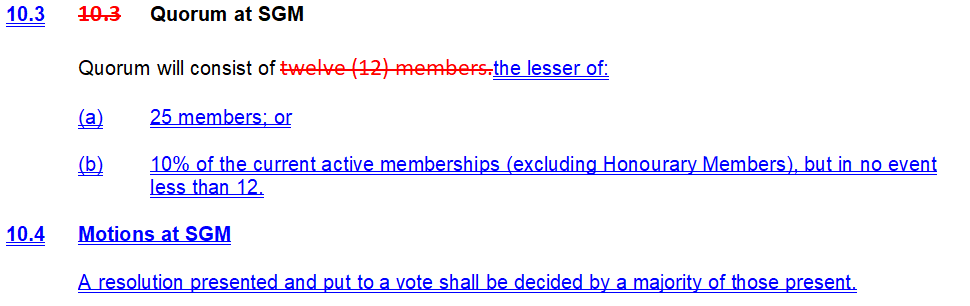 10.3 10.3 Quorum at SGM
Quorum will consist of twelve (12) members.the lesser of:
(a) 25 members; or
(b) 10% of the current active memberships (excluding Honourary Members), but in no event
less than 12.
10.4 Motions at SGM
A resolution presented and put to a vote shall be decided by a majority of those present.